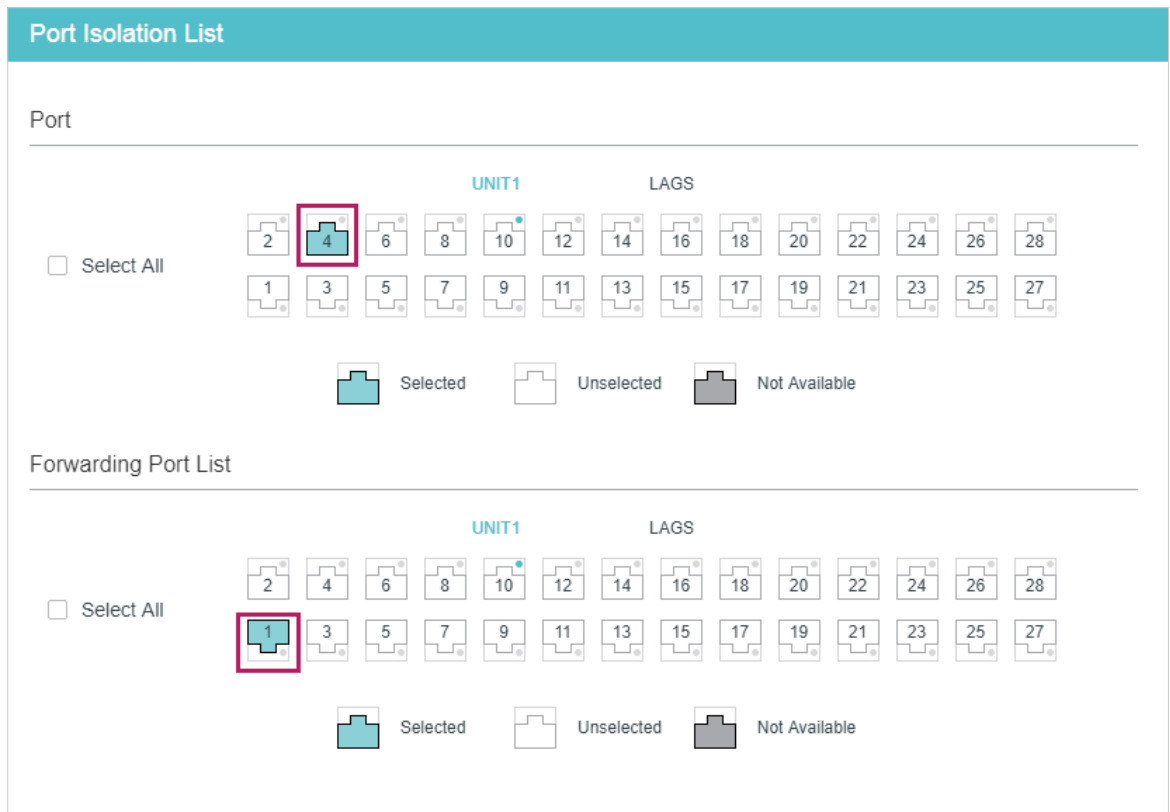 Port Isolation List
Port
UNIT1 LAGS
2 4 6 8 10 12 14 16 18 20 22 24 26 28
Select All
1 3 5 7 9 11 13 15 17 19 21 23 25 27
Selected Unselected Not Available
Forwarding Port List
UNIT1 LAGS
2 4 6 8 10 12 14 16 18 20 22 24 26 28
Select All
1 3 5 7 9 11 13 15 17 19 21 23 25 27
Selected Unselected Not Available